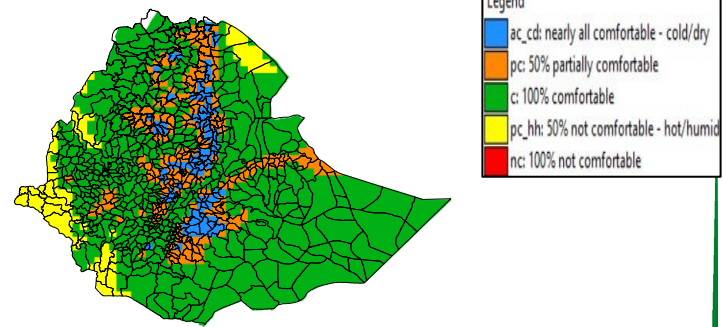 Legend
ac_cd: nearly all comfortable - cold/dry
pc: 50% partially comfortable
c: 100% comfortable
pc_hh: 50% not comfortable - hot/humid
nc: 100% not comfortable